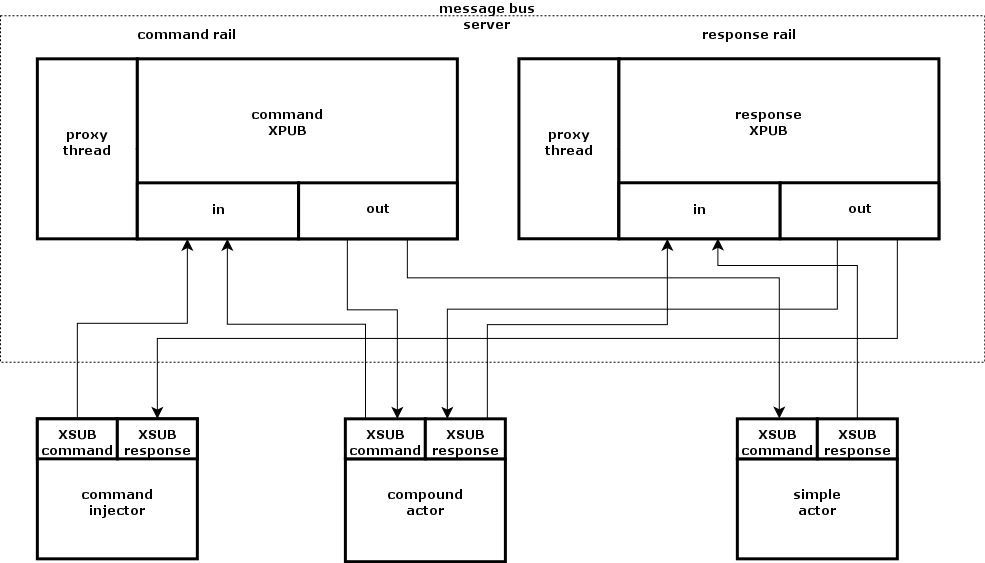 message bus
server
command rail
response rail
proxy
thread
command
XPUB
in
out
proxy
thread
response
XPUB
in
out
XSUB
command
XSUB
response
command
injector
XSUB
command
XSUB
response
compound
actor
XSUB
command
XSUB
response
simple
actor